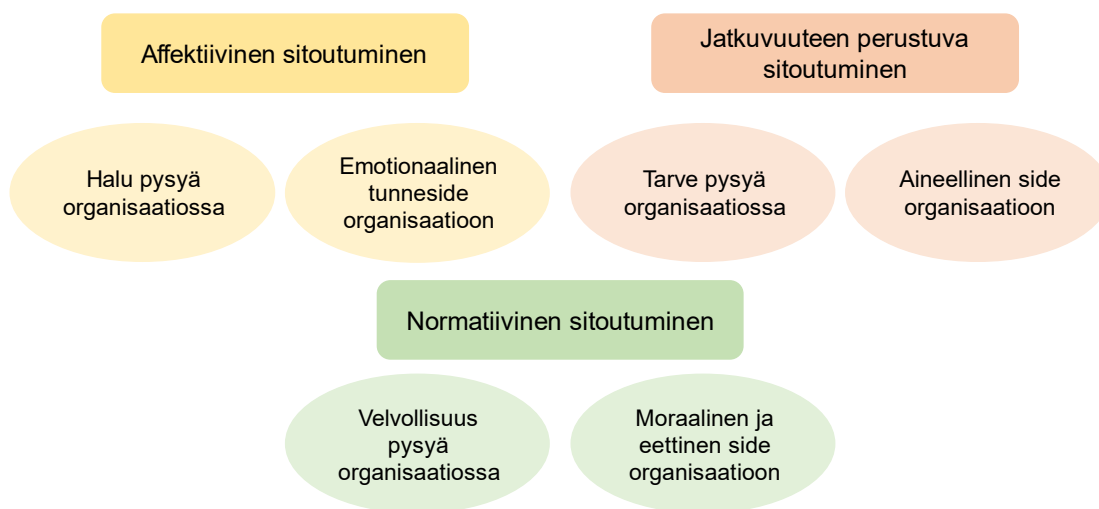 Affektiivinen sitoutuminen
Jatkuvuuteen perustuva
sitoutuminen
Halu pysyä
organisaatiossa
Emotionaalinen
tunneside
organisaatioon
Tarve pysyä
organisaatiossa
Aineellinen side
organisaatioon
Normatiivinen sitoutuminen
Velvollisuus
pysyä
organisaatiossa
Moraalinen ja
eettinen side
organisaatioon